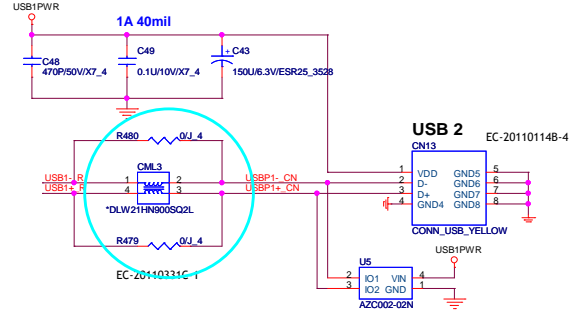 USB1PWR
1A 40mil
C48
470P/50V/X7_4
C49
0.1U/10V/X7_4
+ C43
150U/6.3V/ESR25_3528
USB 2
EC-20110114B-4
CN13
R480 0/J_4
CML3
USB1-_R 1 2 USBP1-_CN
USB1+_R 4 3 USBP1+_CN
*DLW21HN900SQ2L
R479 0/J_4
EC-20110331C-1
1 VDD GND5 5
2 D- GND6 6
3 D+ GND7 7
4 GND4 GND8 8
CONN_USB_YELLOW
USB1PWR
U5
2 IO1 VIN 4
3 IO2 GND 1
AZC002-02N